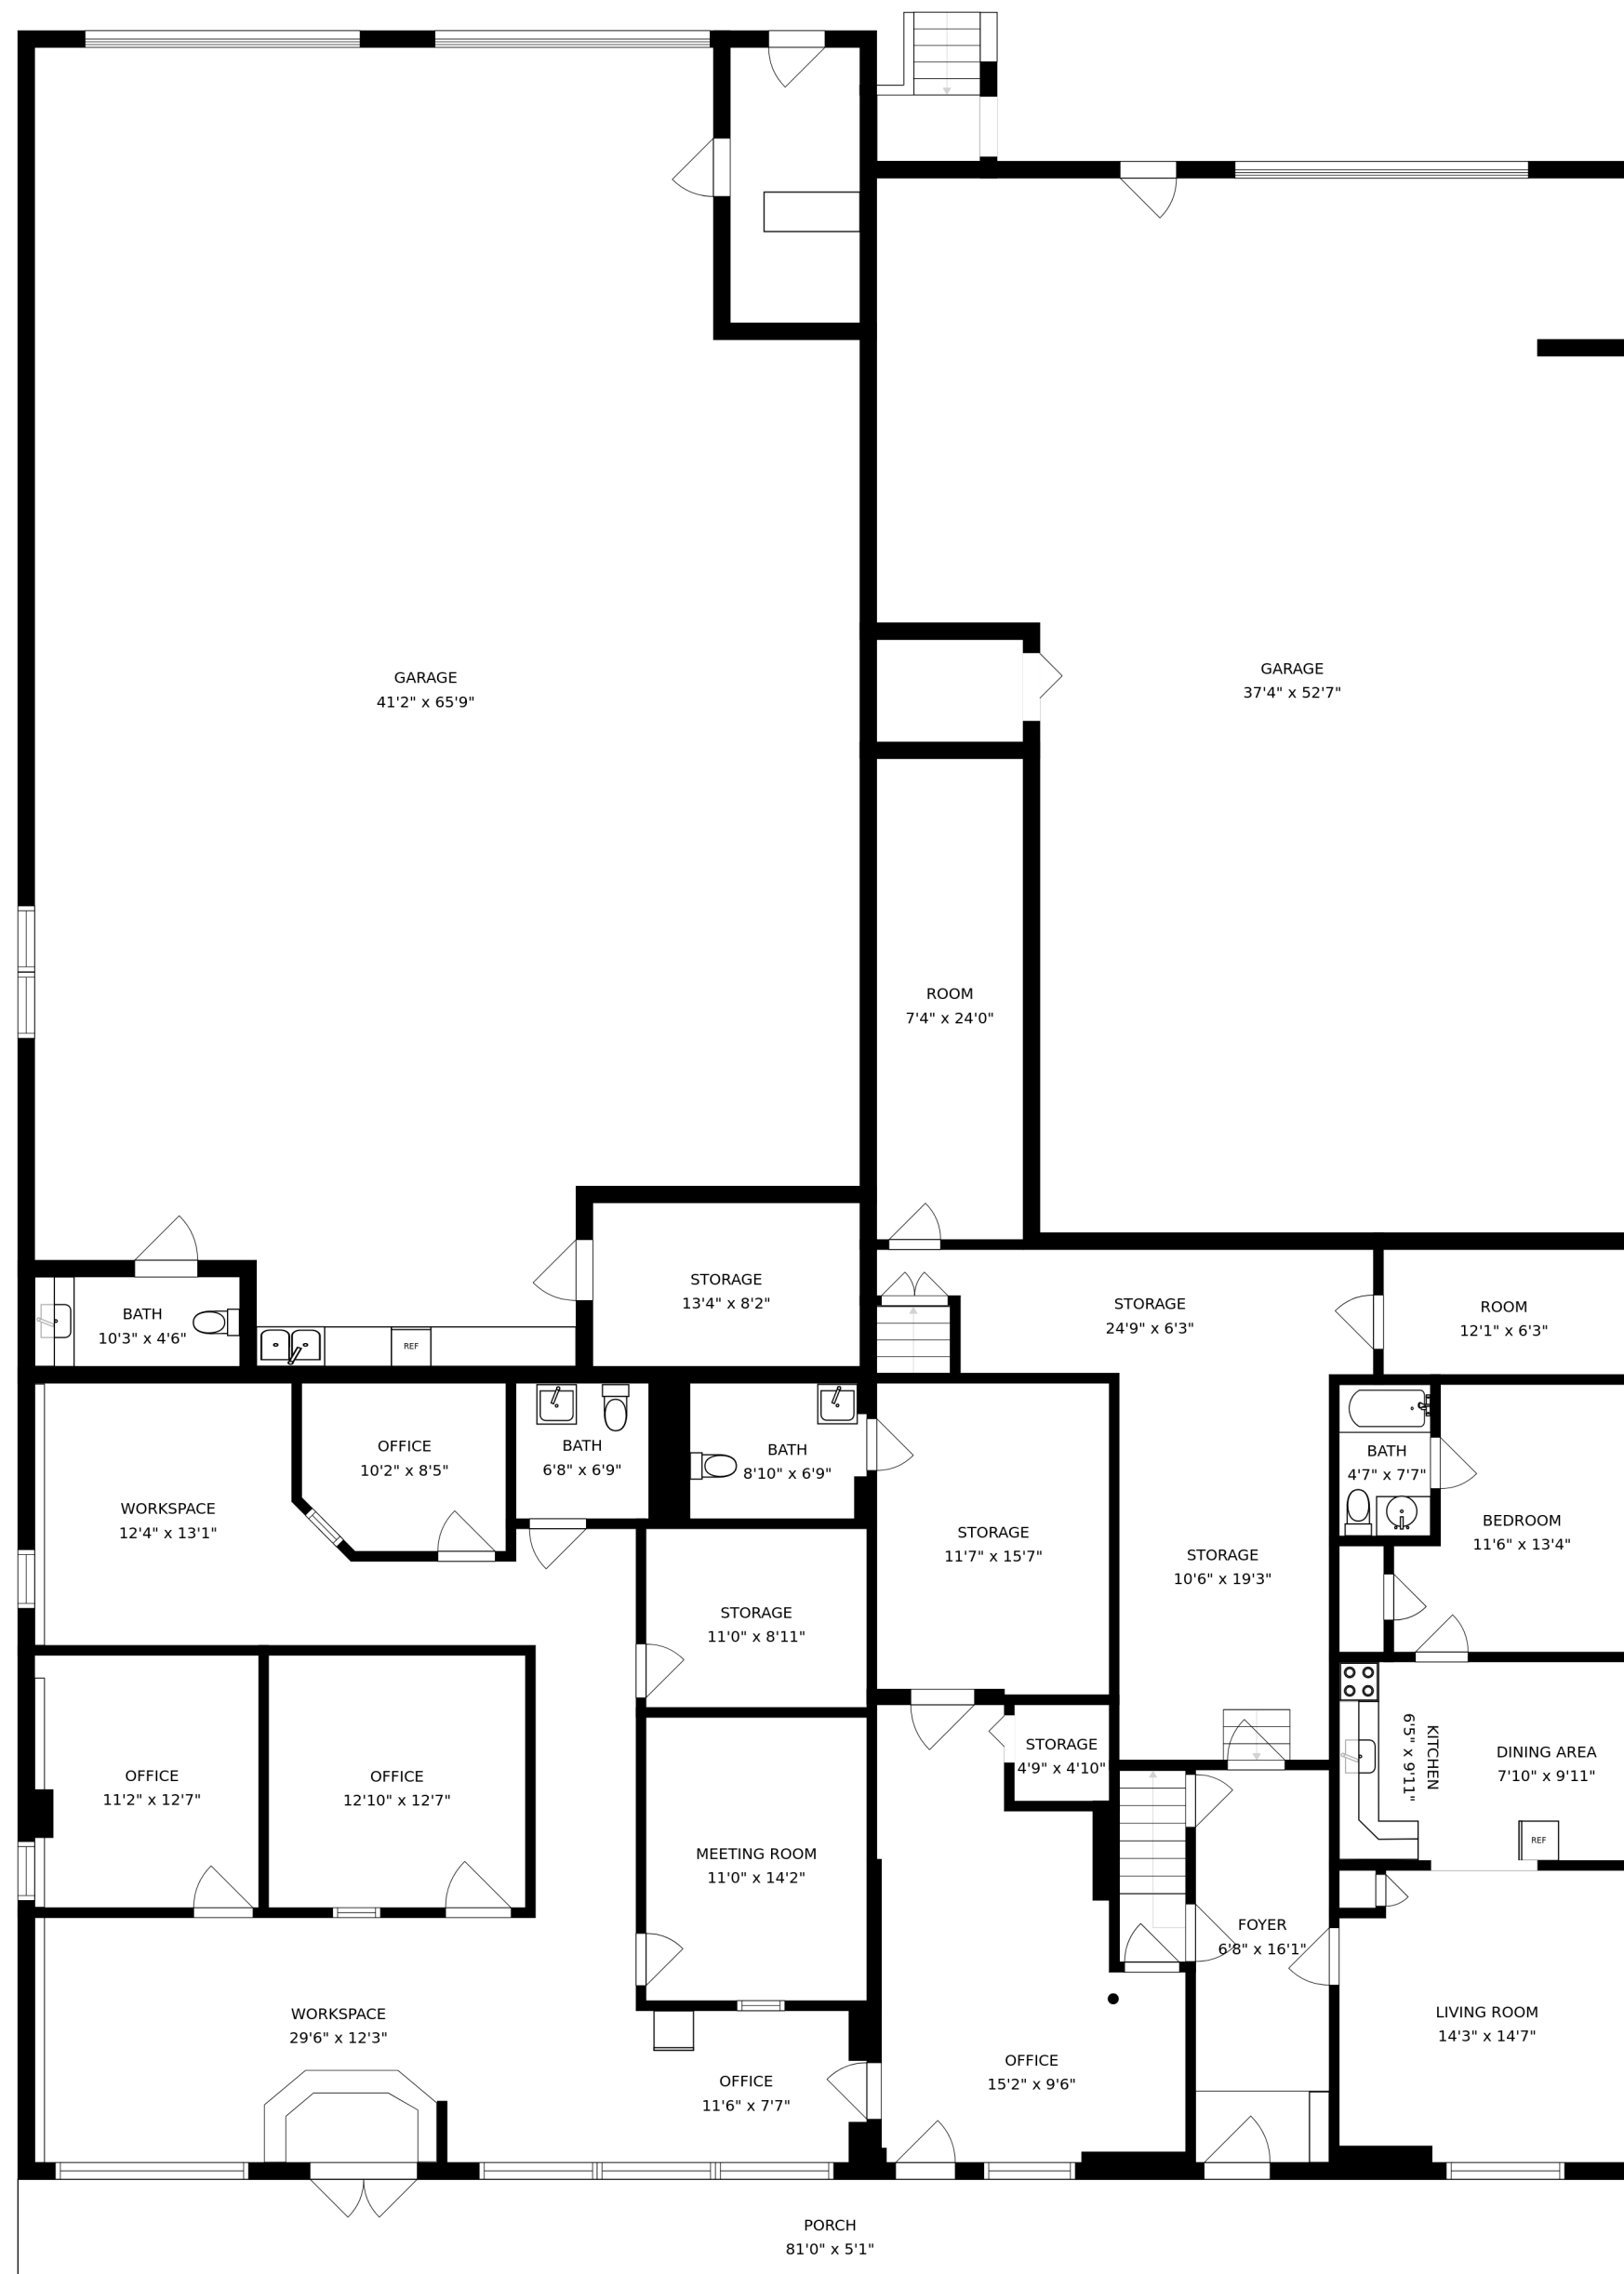 GARAGE
41'2" x 65'9"
GARAGE
37'4" x 52'7"
ROOM
7'4" x 24'0"
STORAGE
13'4" x 8'2"
BATH
10'3" x 4'6"
REF
STORAGE
24'9" x 6'3"
ROOM
12'1" x 6'3"
OFFICE
10'2" x 8'5"
BATH
6'8" x 6'9"
BATH
8'10" x 6'9"
BATH
4'7" x 7'7"
WORKSPACE
12'4" x 13'1"
STORAGE
11'7" x 15'7"
STORAGE
10'6" x 19'3"
BEDROOM
11'6" x 13'4"
STORAGE
11'0" x 8'11"
OFFICE
11'2" x 12'7"
OFFICE
12'10" x 12'7"
STORAGE
4'9" x 4'10"
KITCHEN
6'5" x 9'11"
DINING AREA
7'10" x 9'11"
REF
MEETING ROOM
11'0" x 14'2"
FOYER
6'8" x 16'1"
WORKSPACE
29'6" x 12'3"
LIVING ROOM
14'3" x 14'7"
OFFICE
11'6" x 7'7"
OFFICE
15'2" x 9'6"
PORCH
81'0" x 5'1"